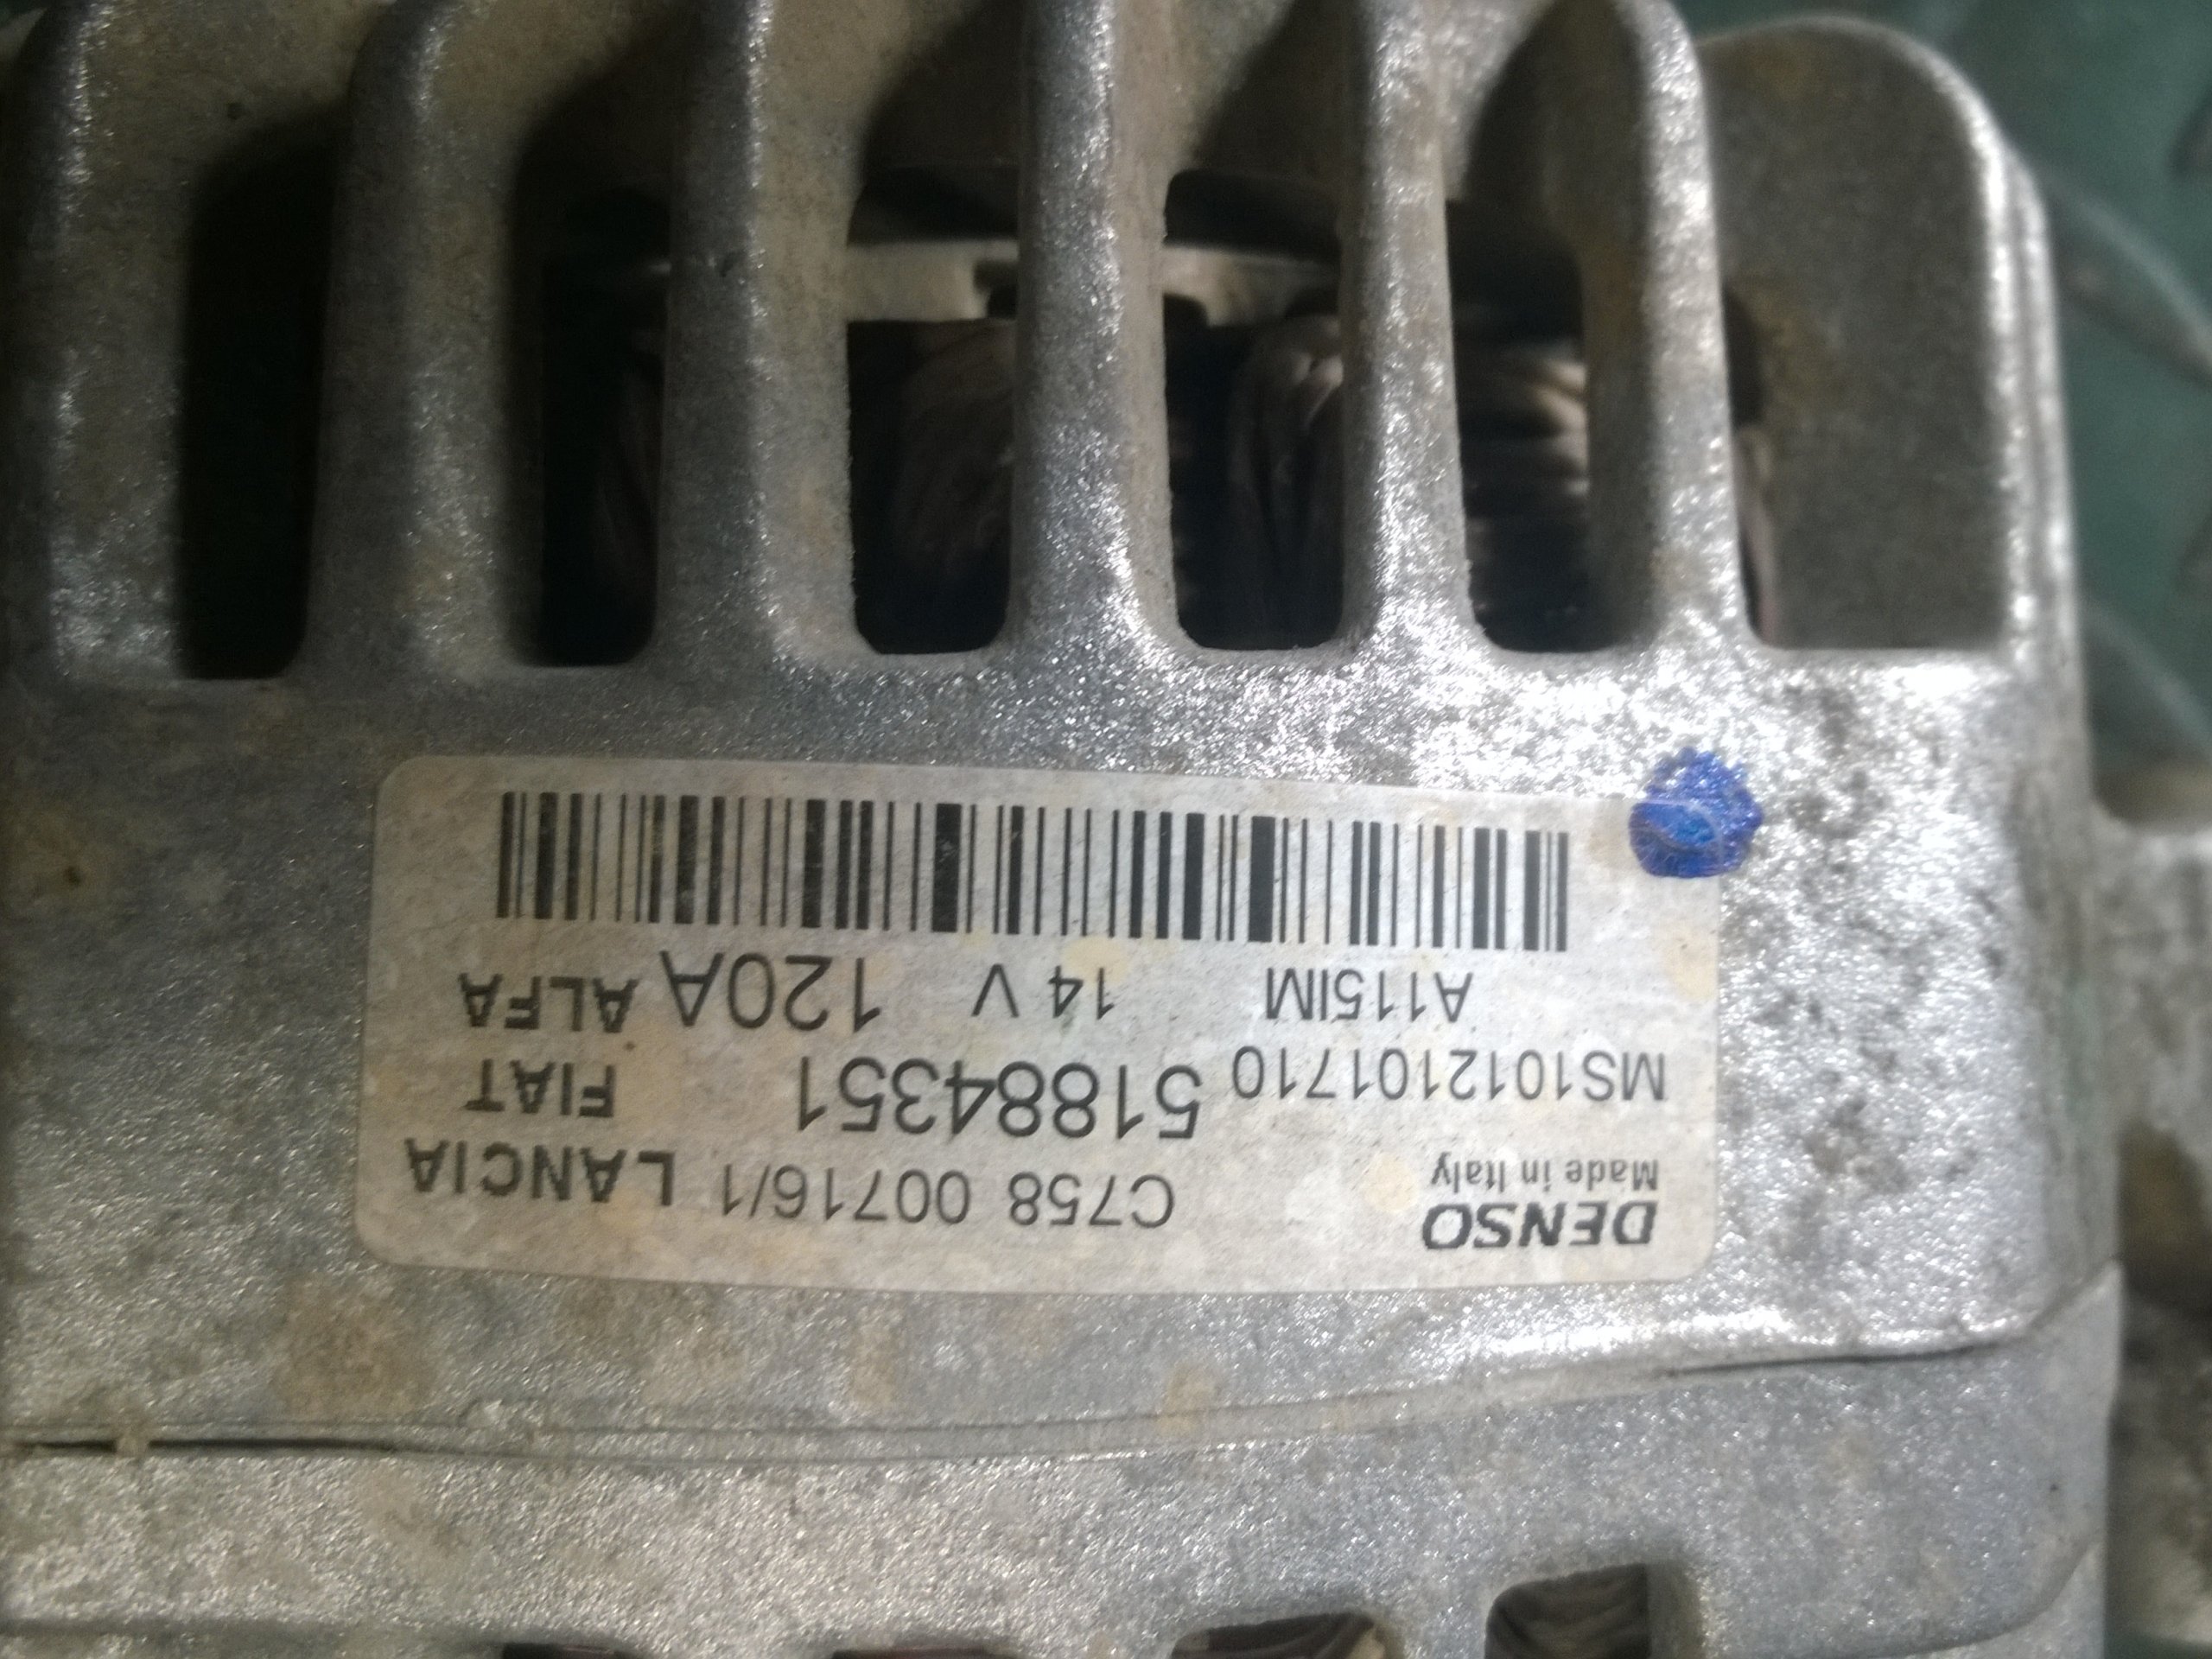 DENSO C758 00716/1 LANCIA
Made in Italy
MS1012101710 51884351 FIAT
A115IM 14 V 120A ALFA